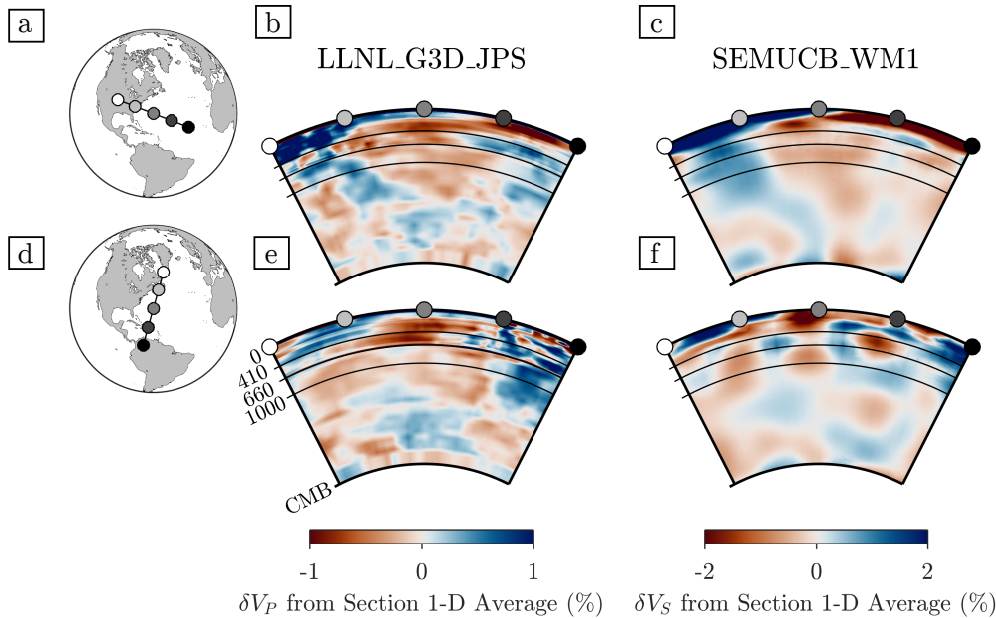 a
b
c
LLNL_G3D_JPS
SEMUCB_WM1
d
e
f
0
410
660
1000
CMB
-1 0 1
-2 0 2
δV_P from Section 1-D Average (%)
δV_S from Section 1-D Average (%)